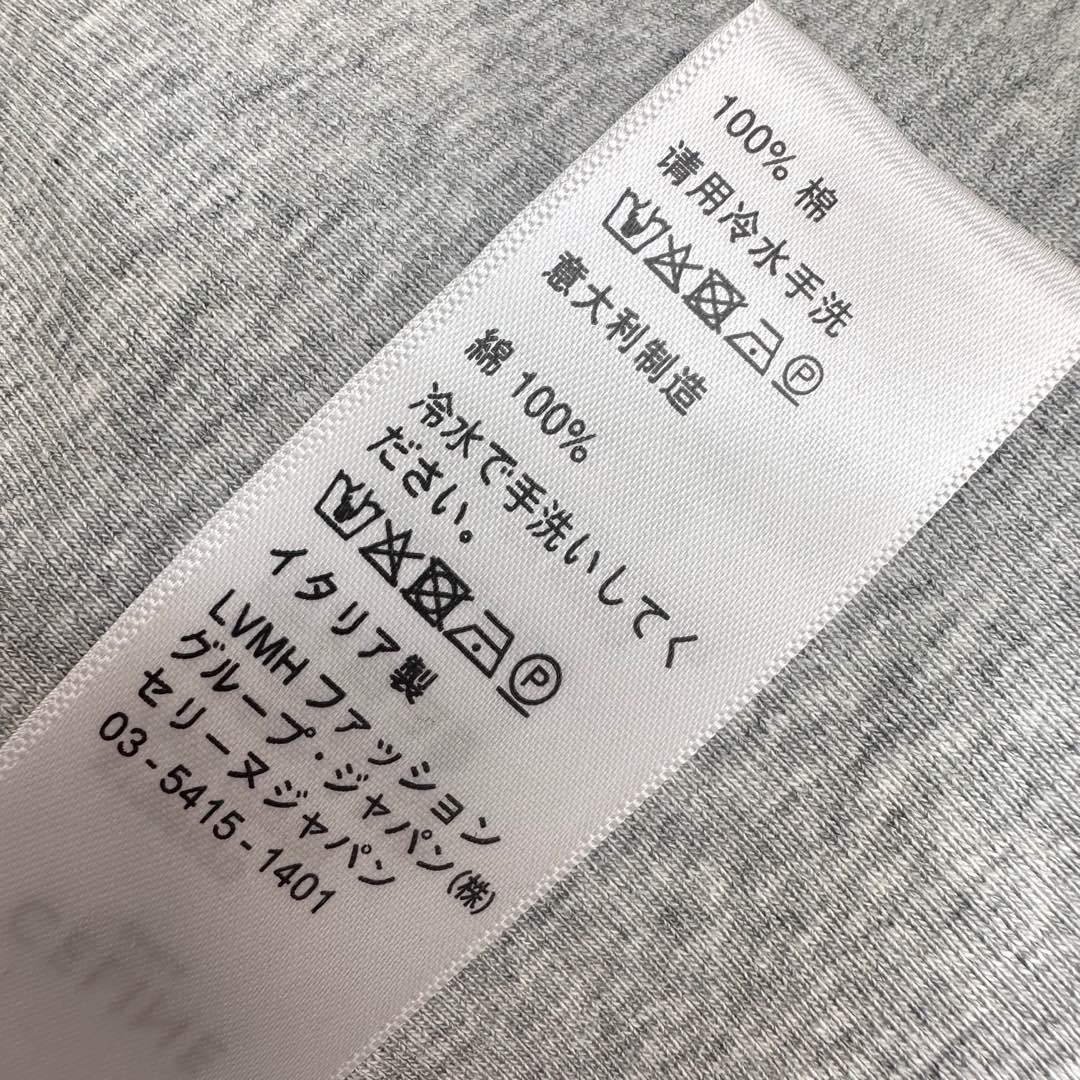 100% 棉
请用冷水手洗
P
意大利制造
綿 100%
冷水で手洗いしてく
ださい。
P
イタリア製
LVMH ファッション
グループ・ジャパン(株)
セリーヌジャパン
03-5415-1401